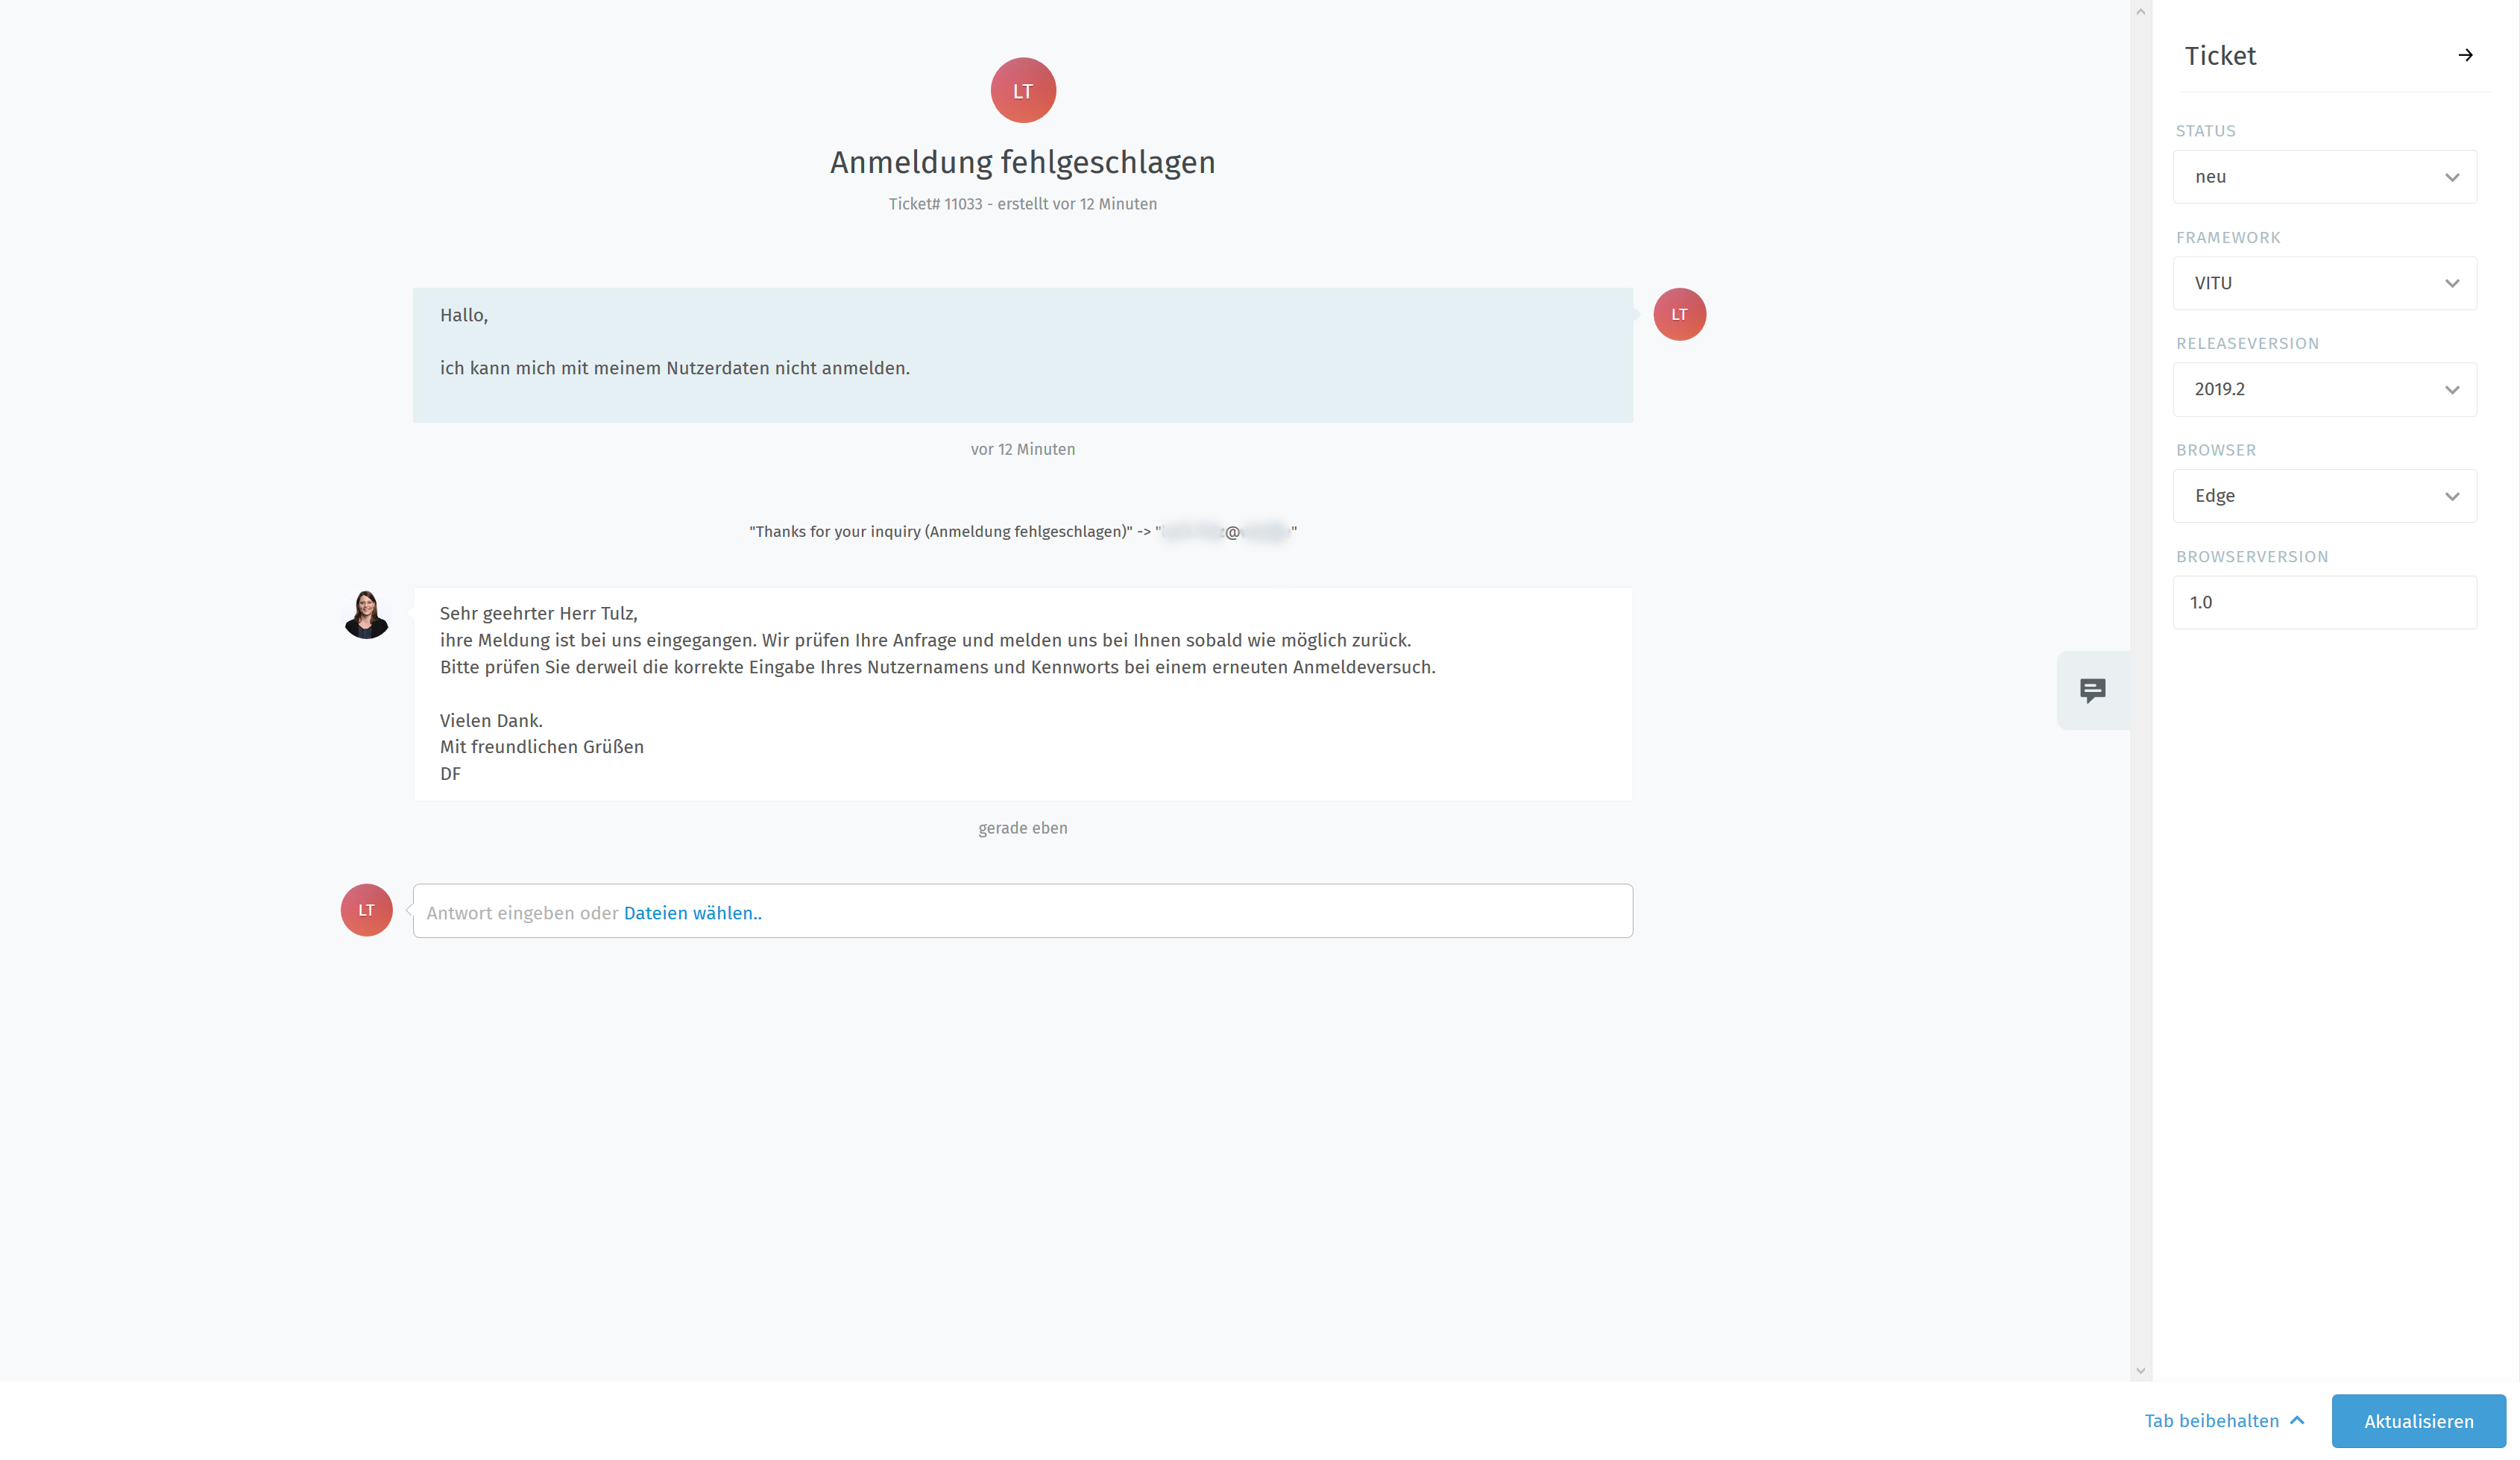 LT
Anmeldung fehlgeschlagen
Ticket# 11033 - erstellt vor 12 Minuten
Hallo,
ich kann mich mit meinem Nutzerdaten nicht anmelden.
LT
vor 12 Minuten
"Thanks for your inquiry (Anmeldung fehlgeschlagen)" -> "@"
Sehr geehrter Herr Tulz,
ihre Meldung ist bei uns eingegangen. Wir prüfen Ihre Anfrage und melden uns bei Ihnen sobald wie möglich zurück.
Bitte prüfen Sie derweil die korrekte Eingabe Ihres Nutzernamens und Kennworts bei einem erneuten Anmeldeversuch.
Vielen Dank.
Mit freundlichen Grüßen
DF
gerade eben
LT
Antwort eingeben oder Dateien wählen..
Ticket
STATUS
neu
FRAMEWORK
VITU
RELEASEVERSION
2019.2
BROWSER
Edge
BROWSERVERSION
1.0
Tab beibehalten
Aktualisieren